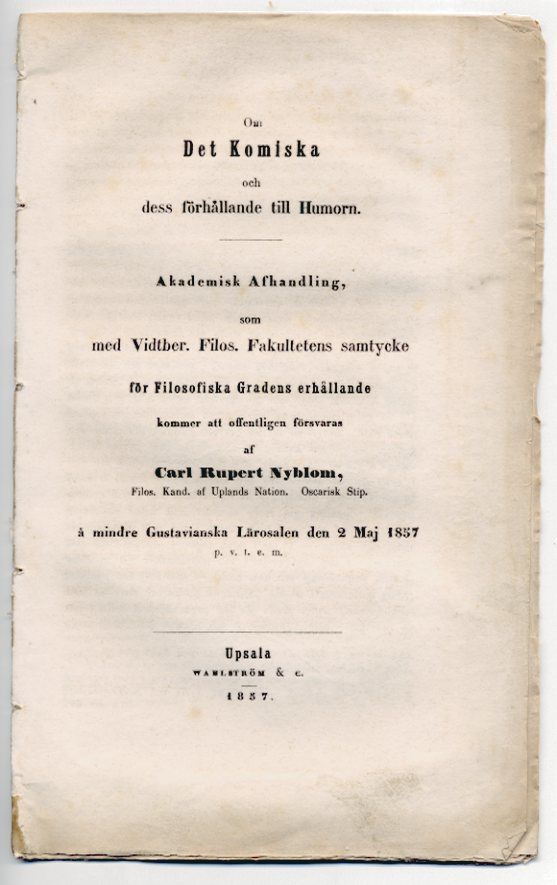 Om
Det Komiska
och
dess förhållande till Humorn.
Akademisk Afhandling,
som
med Vidtber. Filos. Fakultetens samtycke
för Filosofiska Gradens erhållande
kommer att offentligen försvaras
af
Carl Rupert Nyblom,
Filos. Kand. af Uplands Nation. Oscarisk Stip.
å mindre Gustavianska Lärosalen den 2 Maj 1857
p. v. t. e. m.
Upsala
WAHLSTRÖM & C.
1857.